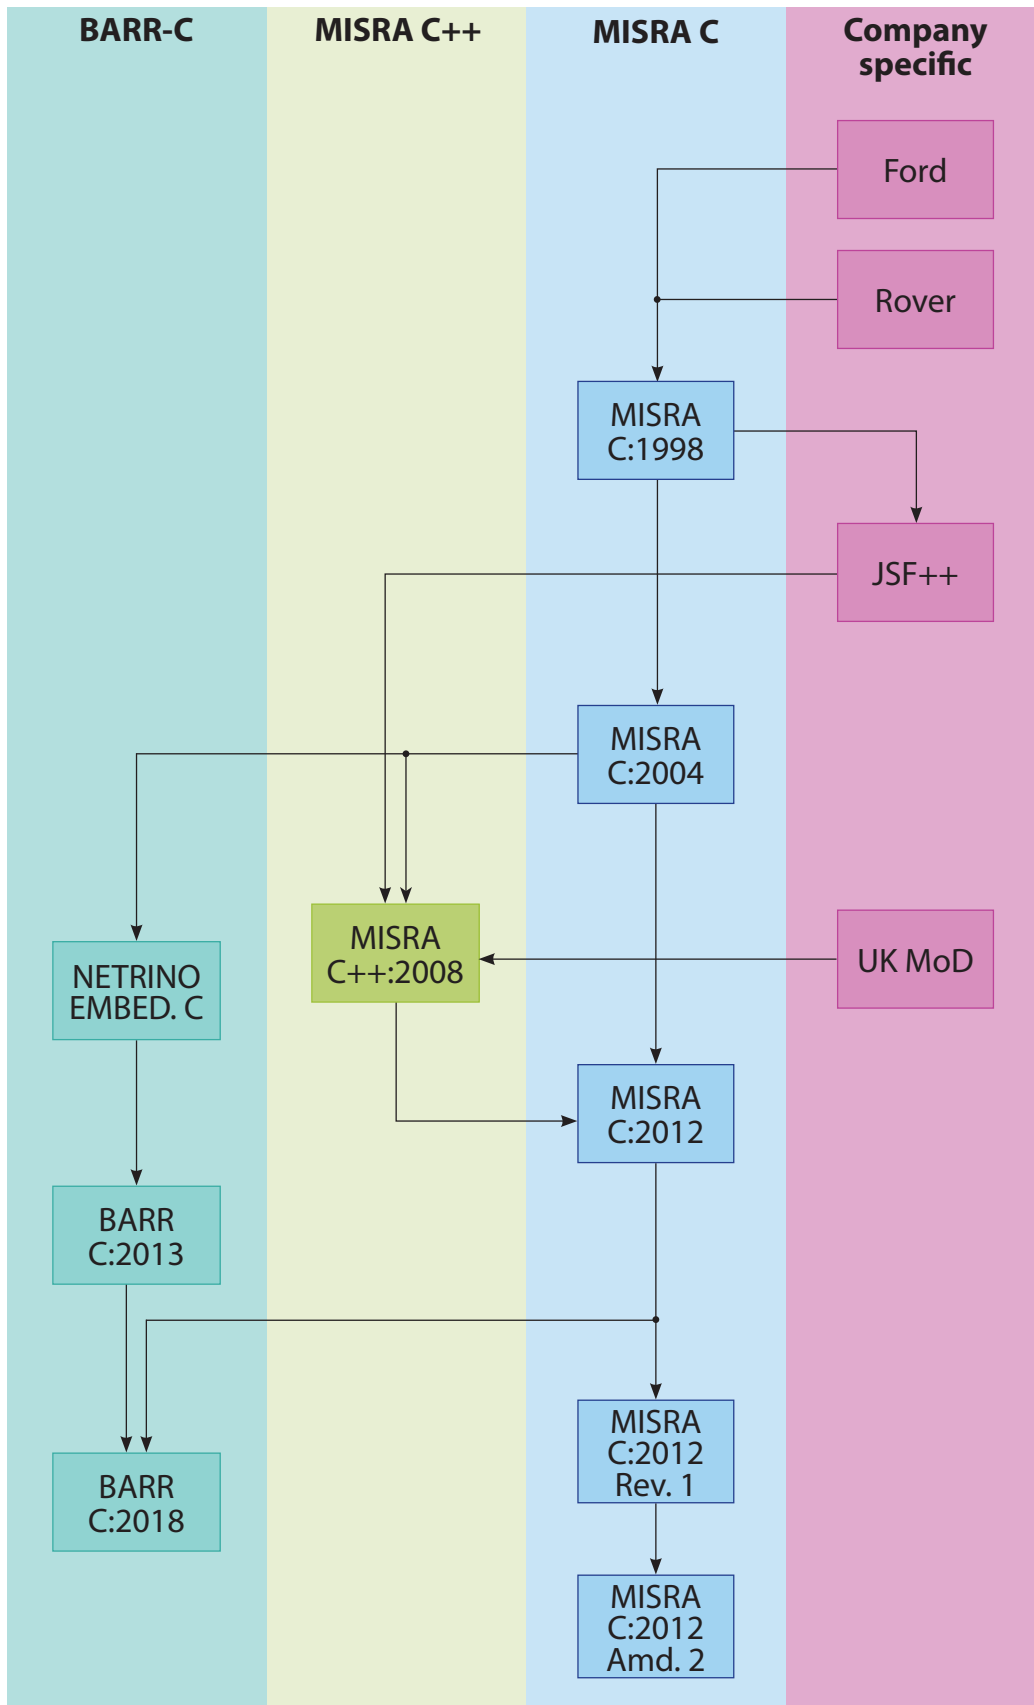 BARR-C
MISRA C++
MISRA C
Company
specific
Ford
Rover
MISRA
C:1998
JSF++
MISRA
C:2004
MISRA
C++:2008
UK MoD
NETRINO
EMBED. C
MISRA
C:2012
BARR
C:2013
MISRA
C:2012
Rev. 1
BARR
C:2018
MISRA
C:2012
Amd. 2